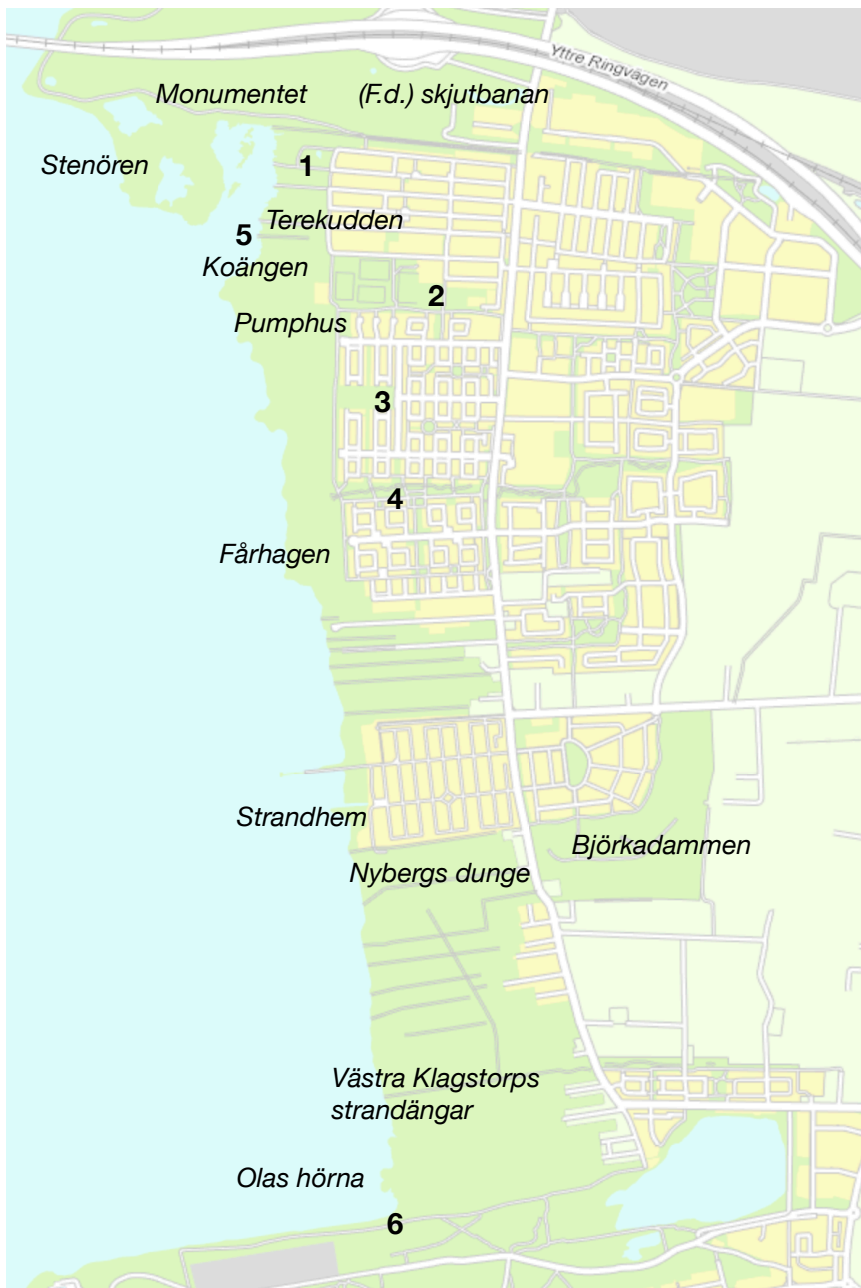 Yttre Ringvägen
Monumentet
(F.d.) skjutbanan
Stenören
1
Terekudden
5
Koängen
2
Pumphus
3
4
Fårhagen
Strandhem
Björkadammen
Nybergs dunge
Västra Klagstorps
strandängar
Olas hörna
6